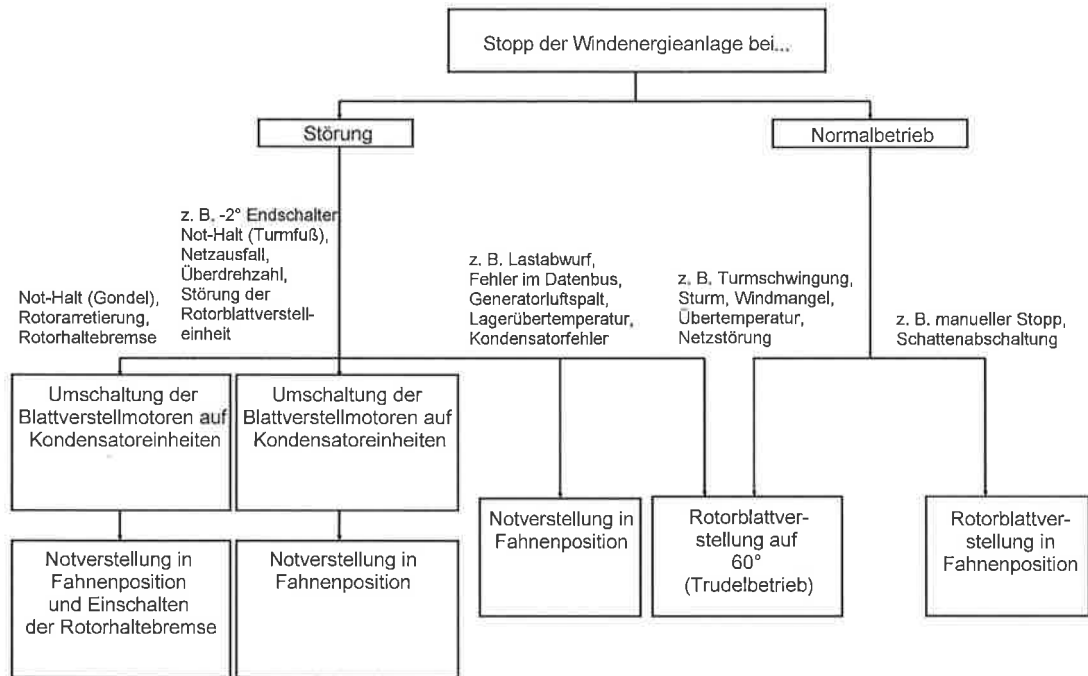 Stopp der Windenergieanlage bei...
Störung
Normalbetrieb
Not-Halt (Gondel),
Rotorarretierung,
Rotorhaltebremse
z. B. -2° Endschalter
Not-Halt (Turmfuß),
Netzausfall,
Überdrehzahl,
Störung der
Rotorblattverstell-
einheit
z. B. Lastabwurf,
Fehler im Datenbus,
Generatorluftspalt,
Lagerübertemperatur,
Kondensatorfehler
z. B. Turmschwingung,
Sturm, Windmangel,
Übertemperatur,
Netzstörung
z. B. manueller Stopp,
Schattenabschaltung
Umschaltung der
Blattverstellmotoren auf
Kondensatoreinheiten
Umschaltung der
Blattverstellmotoren auf
Kondensatoreinheiten
Notverstellung in
Fahnenposition
und Einschalten
der Rotorhaltebremse
Notverstellung in
Fahnenposition
Notverstellung in
Fahnenposition
Rotorblattver-
stellung auf
60°
(Trudelbetrieb)
Rotorblattver-
stellung in
Fahnenposition